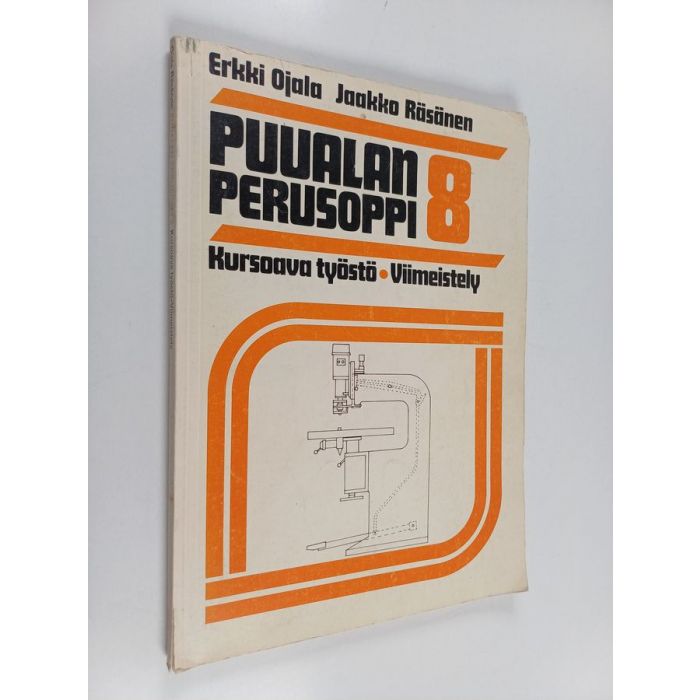 Erkki Ojala Jaakko Räsänen
PUUALAN
PERUSOPPI 8
Kursoava työstö • Viimeistely